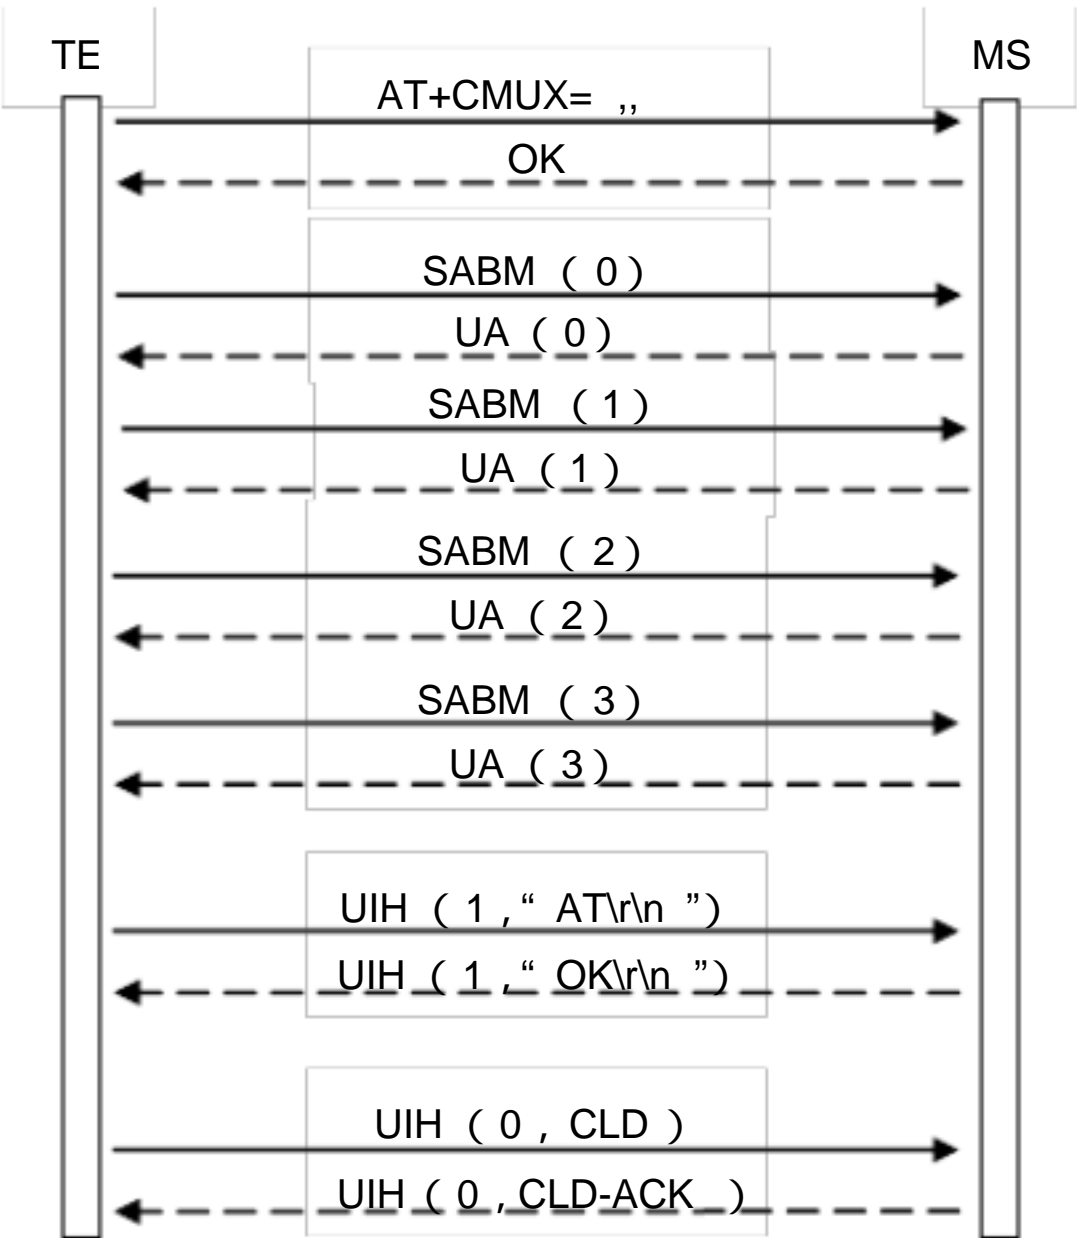 TE
MS
AT+CMUX= ,,
OK
SABM ( 0 )
UA ( 0 )
SABM ( 1 )
UA ( 1 )
SABM ( 2 )
UA ( 2 )
SABM ( 3 )
UA ( 3 )
UIH ( 1 , “ AT\r\n ” )
UIH ( 1 , “ OK\r\n ” )
UIH ( 0 , CLD )
UIH ( 0 , CLD-ACK )